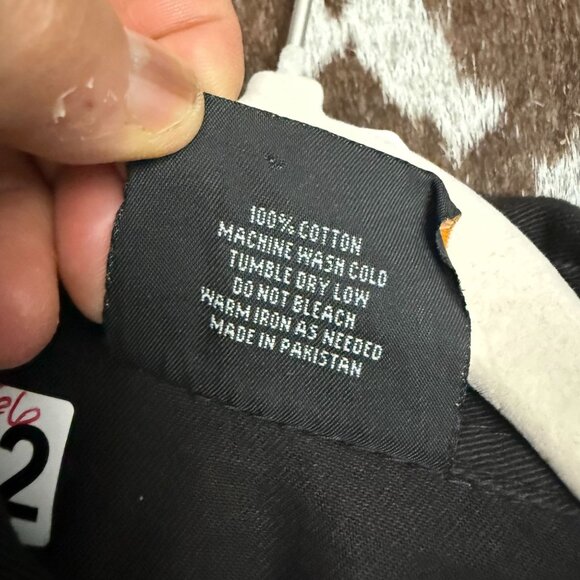 100% COTTON
MACHINE WASH COLD
TUMBLE DRY LOW
DO NOT BLEACH
WARM IRON AS NEEDED
MADE IN PAKISTAN
2